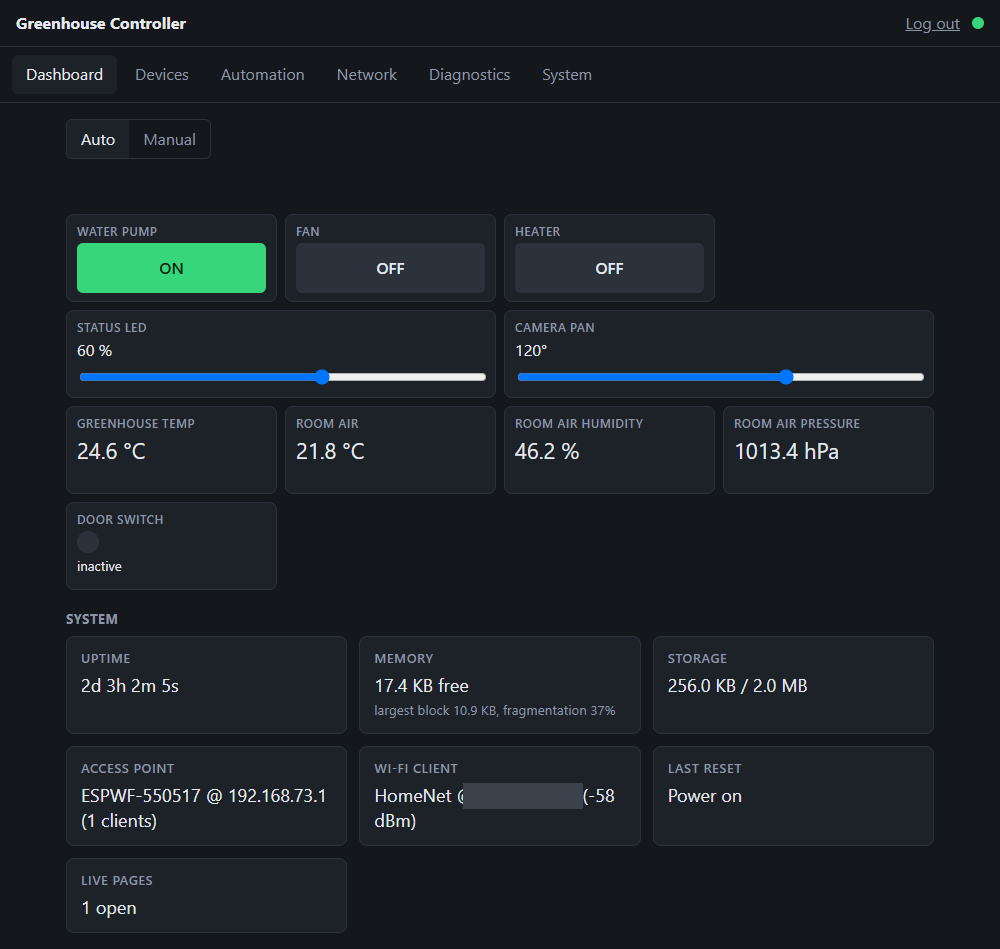 Greenhouse Controller
Log out
Dashboard
Devices
Automation
Network
Diagnostics
System
Auto
Manual
WATER PUMP
ON
FAN
OFF
HEATER
OFF
STATUS LED
60 %
CAMERA PAN
120°
GREENHOUSE TEMP
24.6 °C
ROOM AIR
21.8 °C
ROOM AIR HUMIDITY
46.2 %
ROOM AIR PRESSURE
1013.4 hPa
DOOR SWITCH
inactive
SYSTEM
UPTIME
2d 3h 2m 5s
MEMORY
17.4 KB free
largest block 10.9 KB, fragmentation 37%
STORAGE
256.0 KB / 2.0 MB
ACCESS POINT
ESPWF-550517 @ 192.168.73.1
(1 clients)
WI-FI CLIENT
HomeNet @ (-58
dBm)
LAST RESET
Power on
LIVE PAGES
1 open